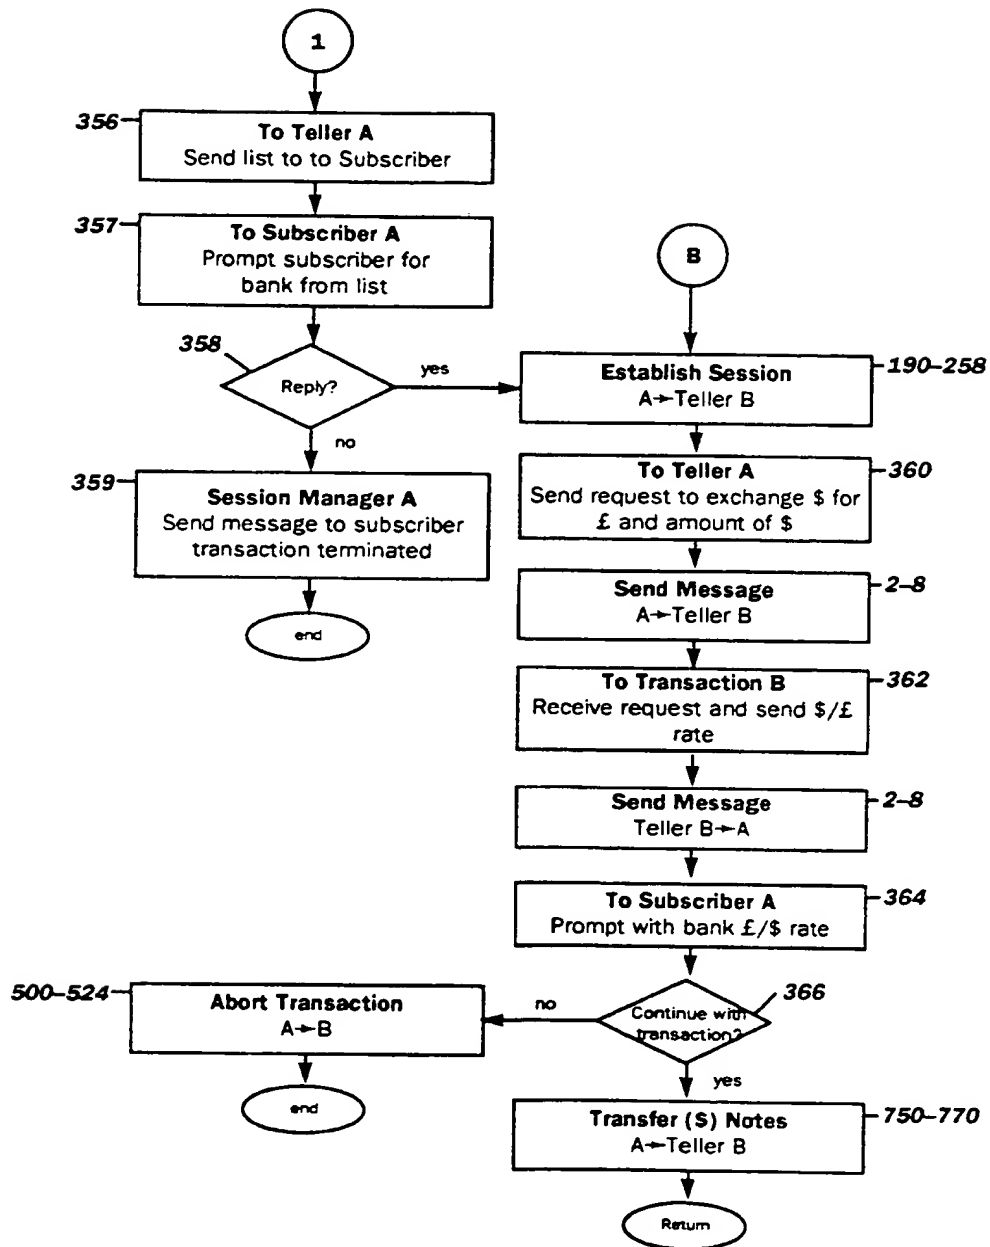 1
356
To Teller A
Send list to to Subscriber
357
To Subscriber A
Prompt subscriber for
bank from list
358
Reply?
yes
no
359
Session Manager A
Send message to subscriber
transaction terminated
end
B
190–258
Establish Session
A→Teller B
360
To Teller A
Send request to exchange $ for
£ and amount of $
2–8
Send Message
A→Teller B
362
To Transaction B
Receive request and send $/£
rate
2–8
Send Message
Teller B→A
364
To Subscriber A
Prompt with bank £/$ rate
366
Continue with
transaction?
no
500–524
Abort Transaction
A→B
end
yes
750–770
Transfer ($) Notes
A→Teller B
Return